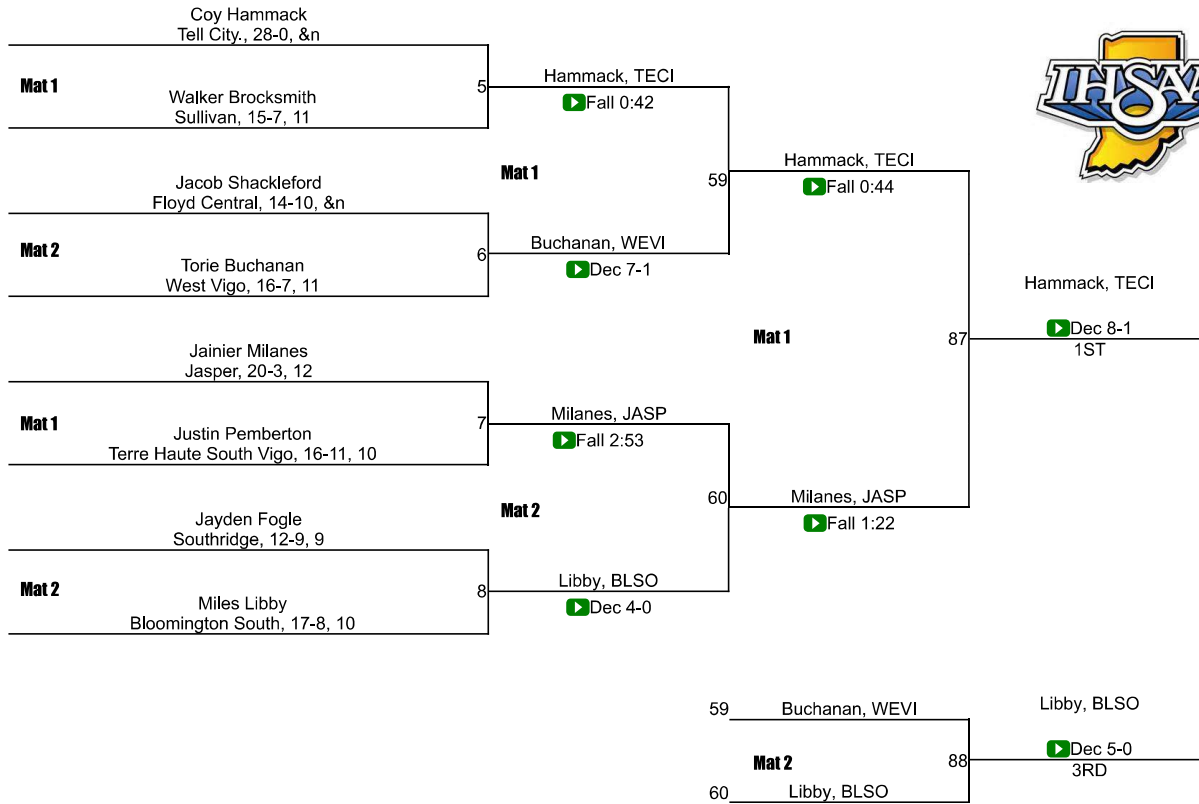 Coy Hammack
Tell City., 28-0, &n
Mat 1
5
Walker Brocksmith
Sullivan, 15-7, 11
Hammack, TECI
Fall 0:42
Jacob Shackleford
Floyd Central, 14-10, &n
Mat 2
6
Torie Buchanan
West Vigo, 16-7, 11
Buchanan, WEVI
Dec 7-1
Mat 1
59
Hammack, TECI
Fall 0:44
Jainier Milanes
Jasper, 20-3, 12
Mat 1
7
Justin Pemberton
Terre Haute South Vigo, 16-11, 10
Milanes, JASP
Fall 2:53
Jayden Fogle
Southridge, 12-9, 9
Mat 2
8
Miles Libby
Bloomington South, 17-8, 10
Libby, BLSO
Dec 4-0
Mat 2
60
Milanes, JASP
Fall 1:22
Mat 1
87
Hammack, TECI
Dec 8-1
1ST
59
Buchanan, WEVI
Mat 2
88
60
Libby, BLSO
Libby, BLSO
Dec 5-0
3RD
IHSAA